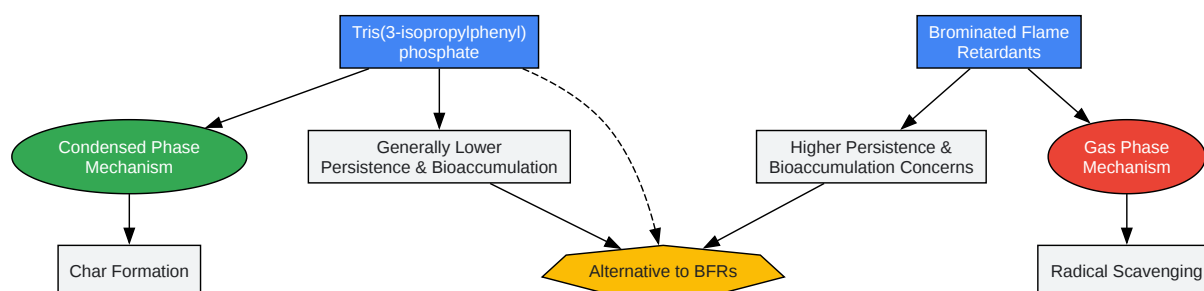 Tris(3-isopropylphenyl)
phosphate
Brominated Flame
Retardants
Condensed Phase
Mechanism
Generally Lower
Persistence & Bioaccumulation
Higher Persistence &
Bioaccumulation Concerns
Gas Phase
Mechanism
Char Formation
Alternative to BFRs
Radical Scavenging